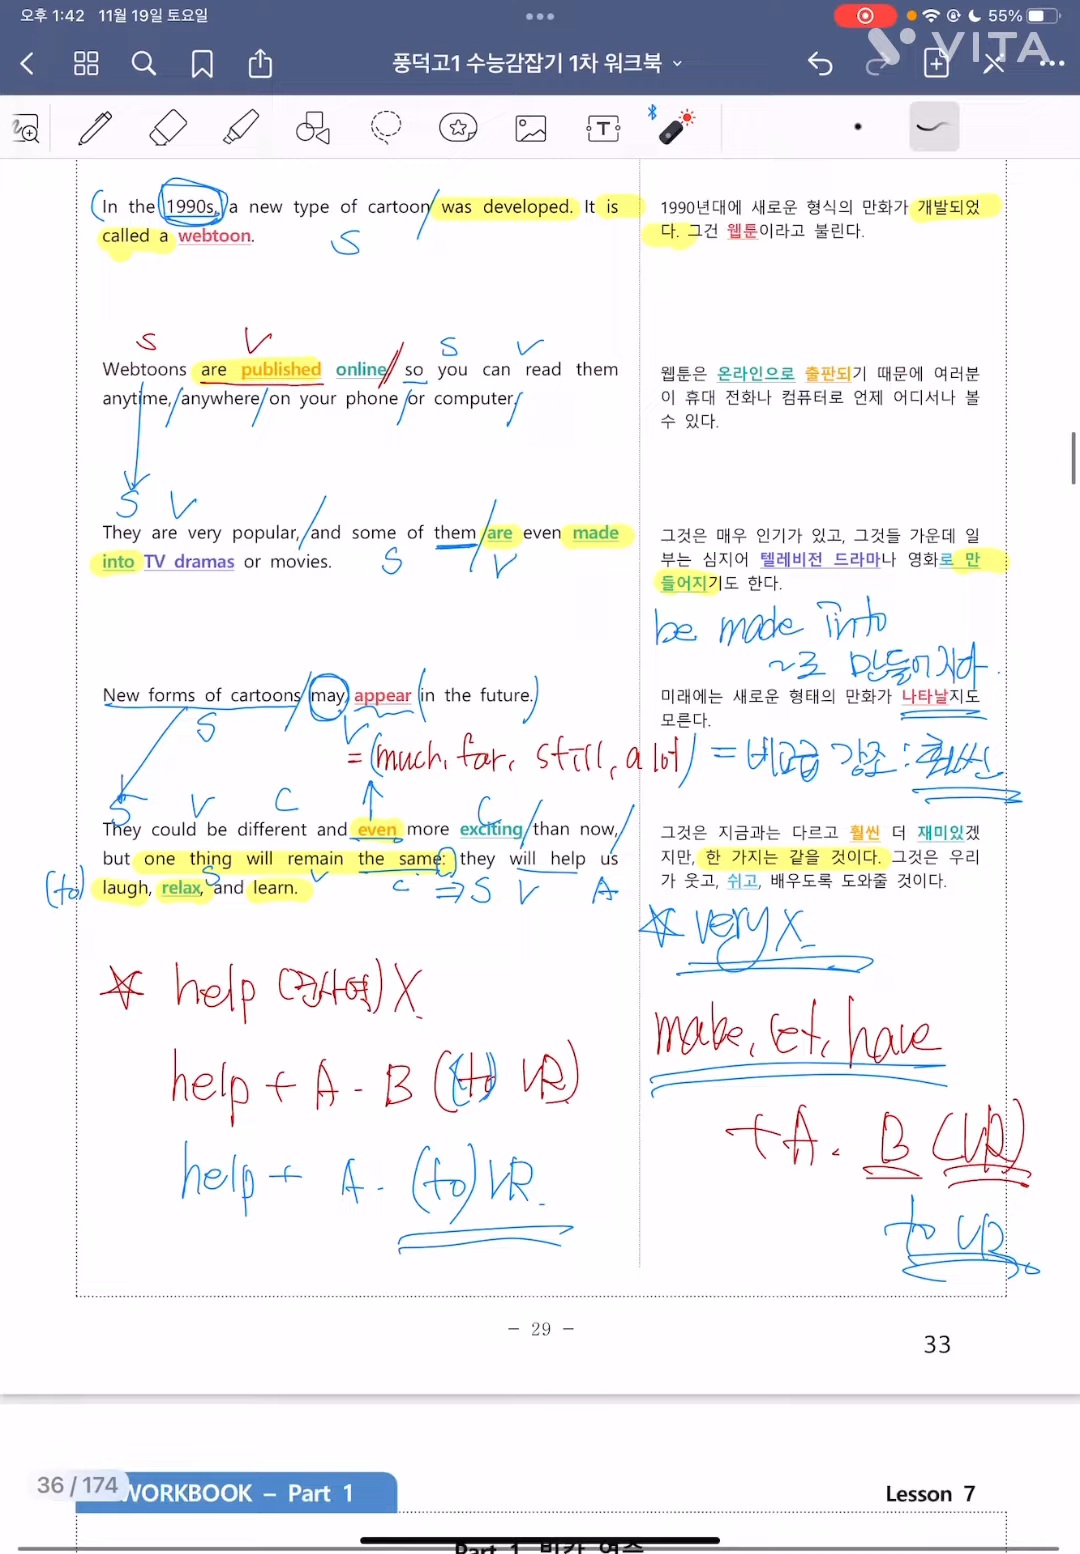 오후 1:42 11월 19일 토요일
55%
VITA
풍덕고1 수능감잡기 1차 워크북
In the 1990s, a new type of cartoon was developed. It is
called a webtoon.
S
1990년대에 새로운 형식의 만화가 개발되었
다. 그건 웹툰이라고 불린다.
S V S V
Webtoons are published online, so you can read them
anytime, anywhere on your phone or computer.
웹툰은 온라인으로 출판되기 때문에 여러분
이 휴대 전화나 컴퓨터로 언제 어디서나 볼
수 있다.
S V
They are very popular, and some of them are even made
into TV dramas or movies.
S V
그것은 매우 인기가 있고, 그것들 가운데 일
부는 심지어 텔레비전 드라마나 영화로 만
들어지기도 한다.
be made into
~로 만들어지다.
New forms of cartoons may appear in the future.
S V
미래에는 새로운 형태의 만화가 나타날지도
모른다.
= (much, far, still, a lot) = 비교급 강조 : 훨씬
S V C C
They could be different and even more exciting than now,
but one thing will remain the same: they will help us
(to) laugh, relax, and learn.
S V C ⇒ S V A
그것은 지금과는 다르고 훨씬 더 재미있겠
지만, 한 가지는 같을 것이다. 그것은 우리
가 웃고, 쉬고, 배우도록 도와줄 것이다.
☆ very X
☆ help (준사역) X
help + A - B ((to) VR)
help + A - (to) VR.
make, let, have
+ A . B (VR)
to VR
- 29 -
33
36 / 174
WORKBOOK – Part 1
Lesson 7
Part 1 빈칸 연습